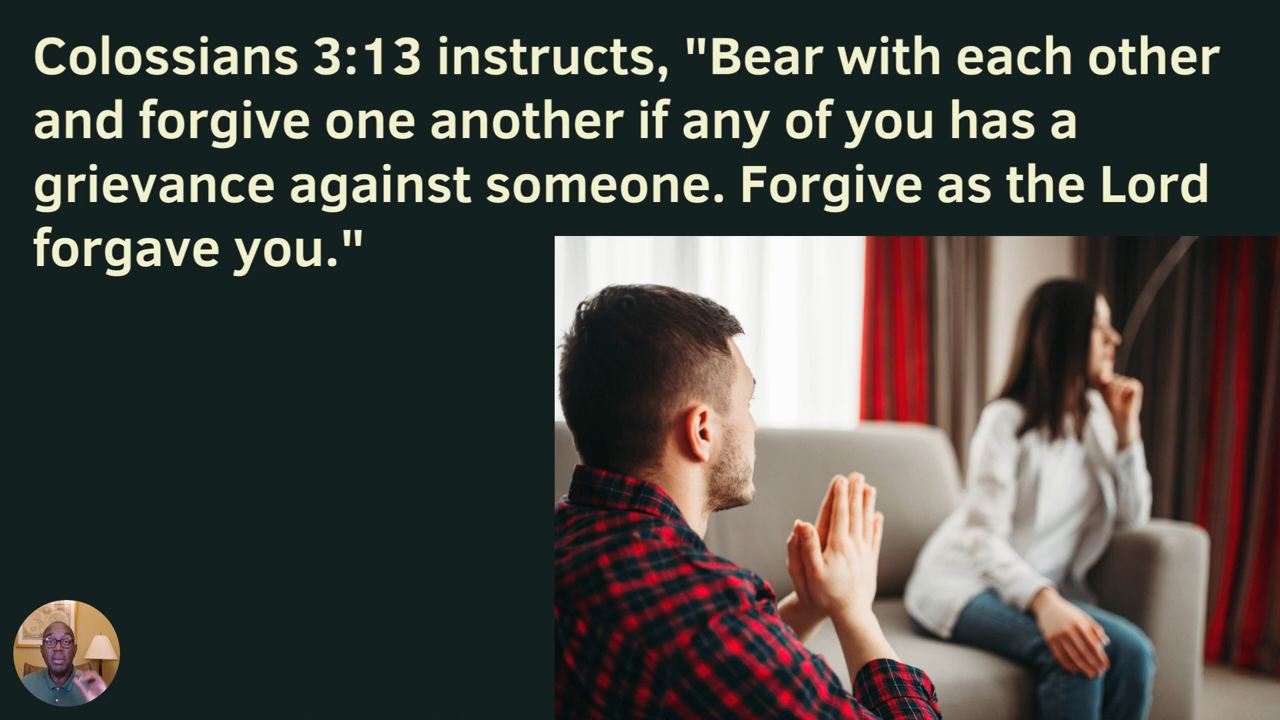 Colossians 3:13 instructs, "Bear with each other
and forgive one another if any of you has a
grievance against someone. Forgive as the Lord
forgave you."